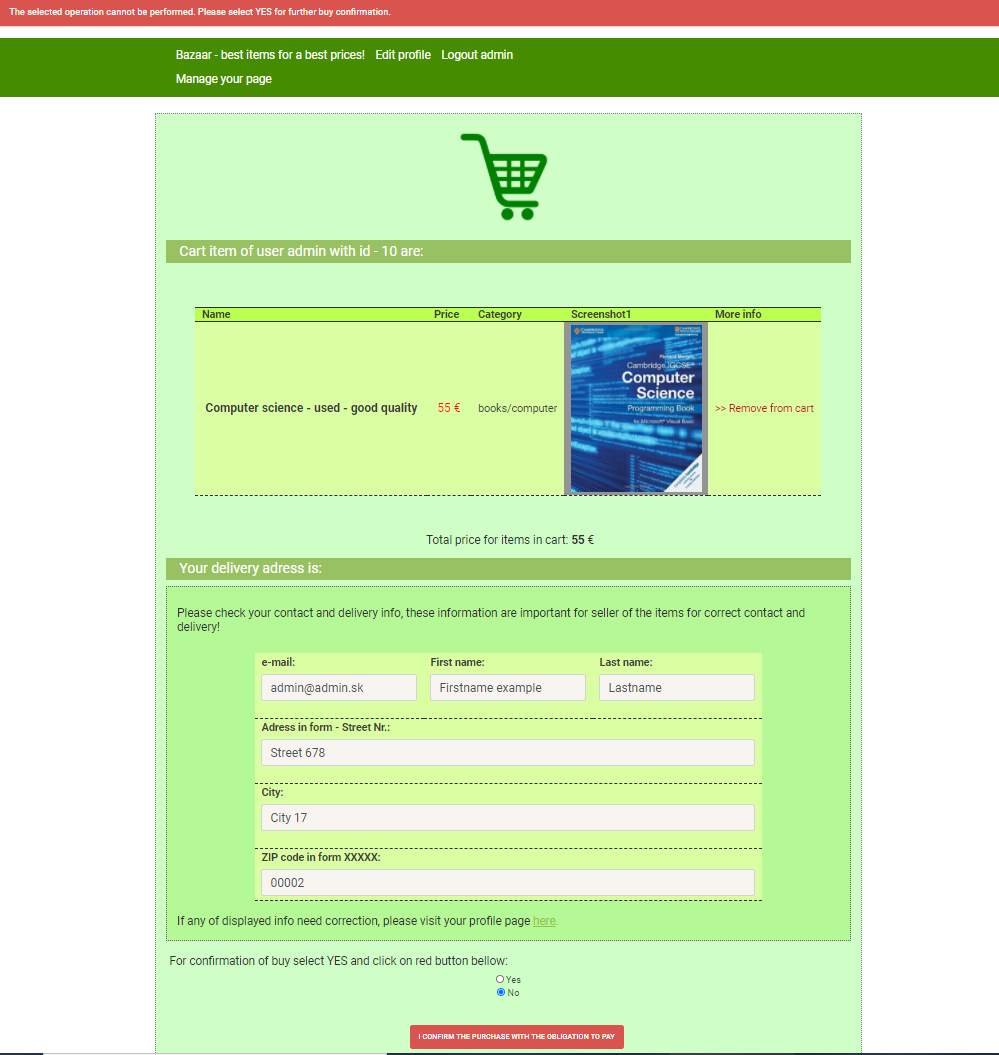 The selected operation cannot be performed. Please select YES for further buy confirmation.
Bazaar - best items for a best prices! Edit profile Logout admin
Manage your page
Cart item of user admin with id - 10 are:
Name Price Category Screenshot1 More info
Computer science - used - good quality 55 € books/computer >> Remove from cart
Cambridge IGCSE®
Computer
Science
Programming Book
for Microsoft® Visual Basic
Total price for items in cart: 55 €
Your delivery adress is:
Please check your contact and delivery info, these information are important for seller of the items for correct contact and
delivery!
e-mail: First name: Last name:
admin@admin.sk Firstname example Lastname
Adress in form - Street Nr.:
Street 678
City:
City 17
ZIP code in form XXXXX:
00002
If any of displayed info need correction, please visit your profile page here.
For confirmation of buy select YES and click on red button bellow:
Yes
No
I CONFIRM THE PURCHASE WITH THE OBLIGATION TO PAY